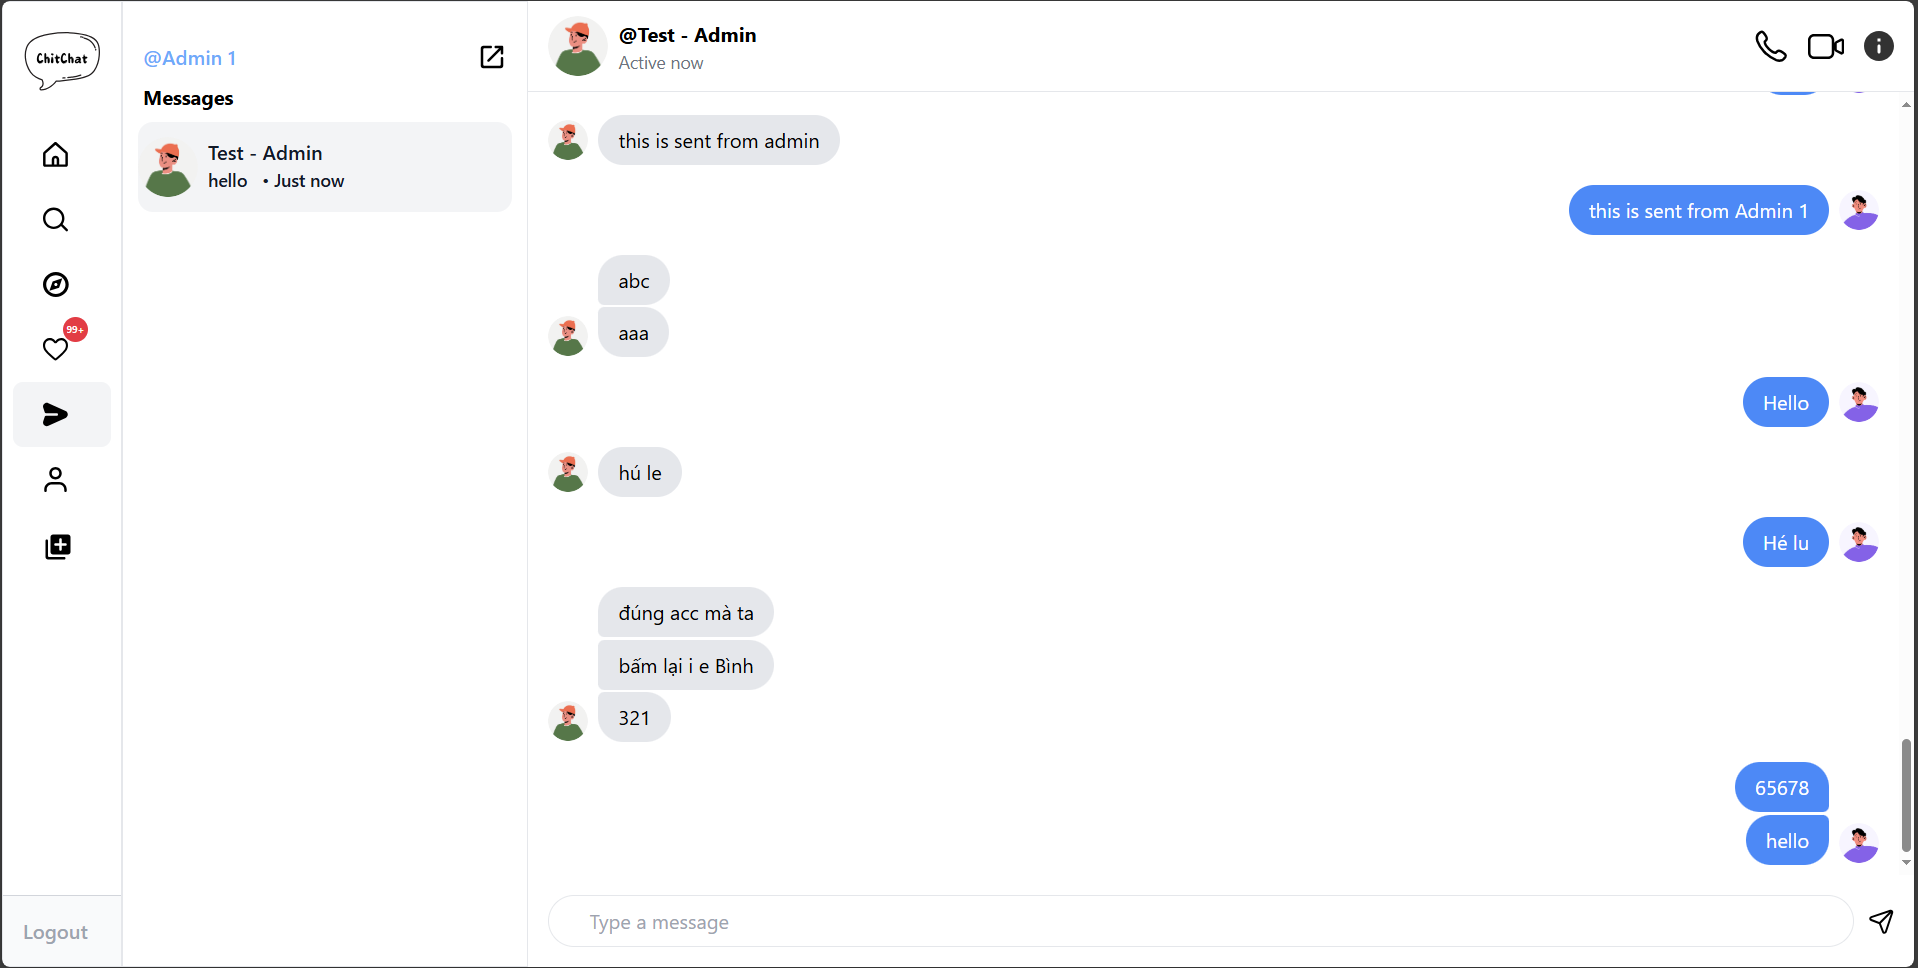 ChitChat
99+
Logout
@Admin 1
Messages
Test - Admin
hello • Just now
@Test - Admin
Active now
this is sent from admin
this is sent from Admin 1
abc
aaa
Hello
hú le
Hé lu
đúng acc mà ta
bấm lại i e Bình
321
65678
hello
Type a message